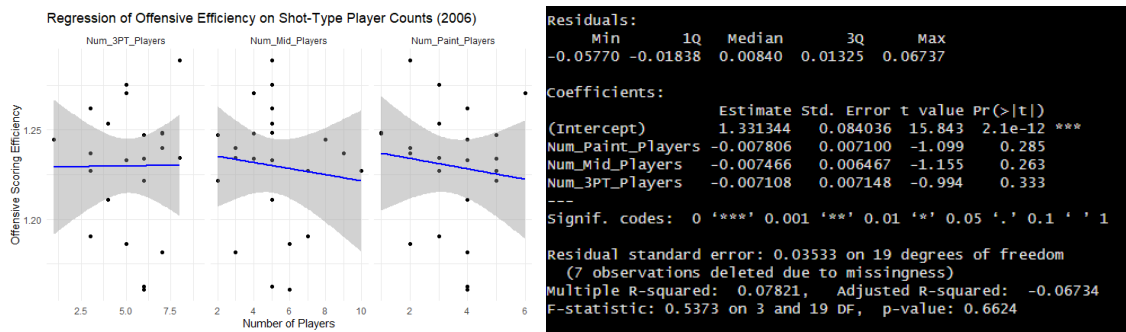 Regression of Offensive Efficiency on Shot-Type Player Counts (2006)
Num_3PT_Players Num_Mid_Players Num_Paint_Players
Offensive Scoring Efficiency
1.25
1.20
2.5 5.0 7.5 2 4 6 8 10 2 4 6
Number of Players
Residuals:
Min 1Q Median 3Q Max
-0.05770 -0.01838 0.00840 0.01325 0.06737
Coefficients:
Estimate Std. Error t value Pr(>|t|)
(Intercept) 1.331344 0.084036 15.843 2.1e-12 ***
Num_Paint_Players -0.007806 0.007100 -1.099 0.285
Num_Mid_Players -0.007466 0.006467 -1.155 0.263
Num_3PT_Players -0.007108 0.007148 -0.994 0.333
---
Signif. codes: 0 ‘***’ 0.001 ‘**’ 0.01 ‘*’ 0.05 ‘.’ 0.1 ‘ ’ 1
Residual standard error: 0.03533 on 19 degrees of freedom
(7 observations deleted due to missingness)
Multiple R-squared: 0.07821, Adjusted R-squared: -0.06734
F-statistic: 0.5373 on 3 and 19 DF, p-value: 0.6624